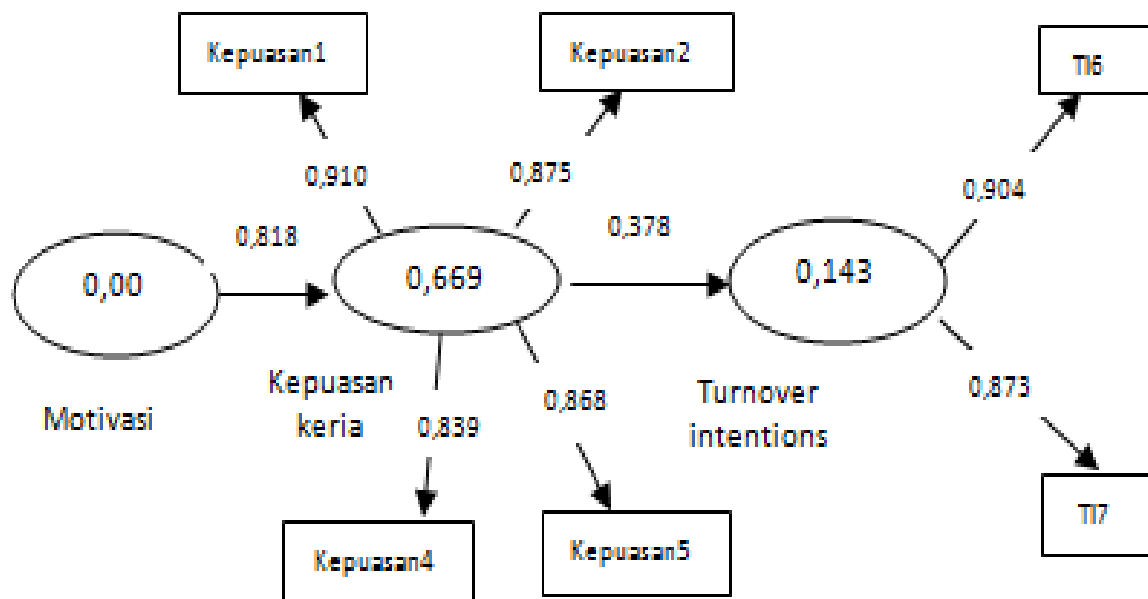 Kepuasan1
Kepuasan2
TI6
0,910
0,875
0,904
0,818
0,378
0,00
0,669
0,143
Motivasi
Kepuasan
keria
0,839
0,868
Turnover
intentions
0,873
Kepuasan4
Kepuasan5
TI7